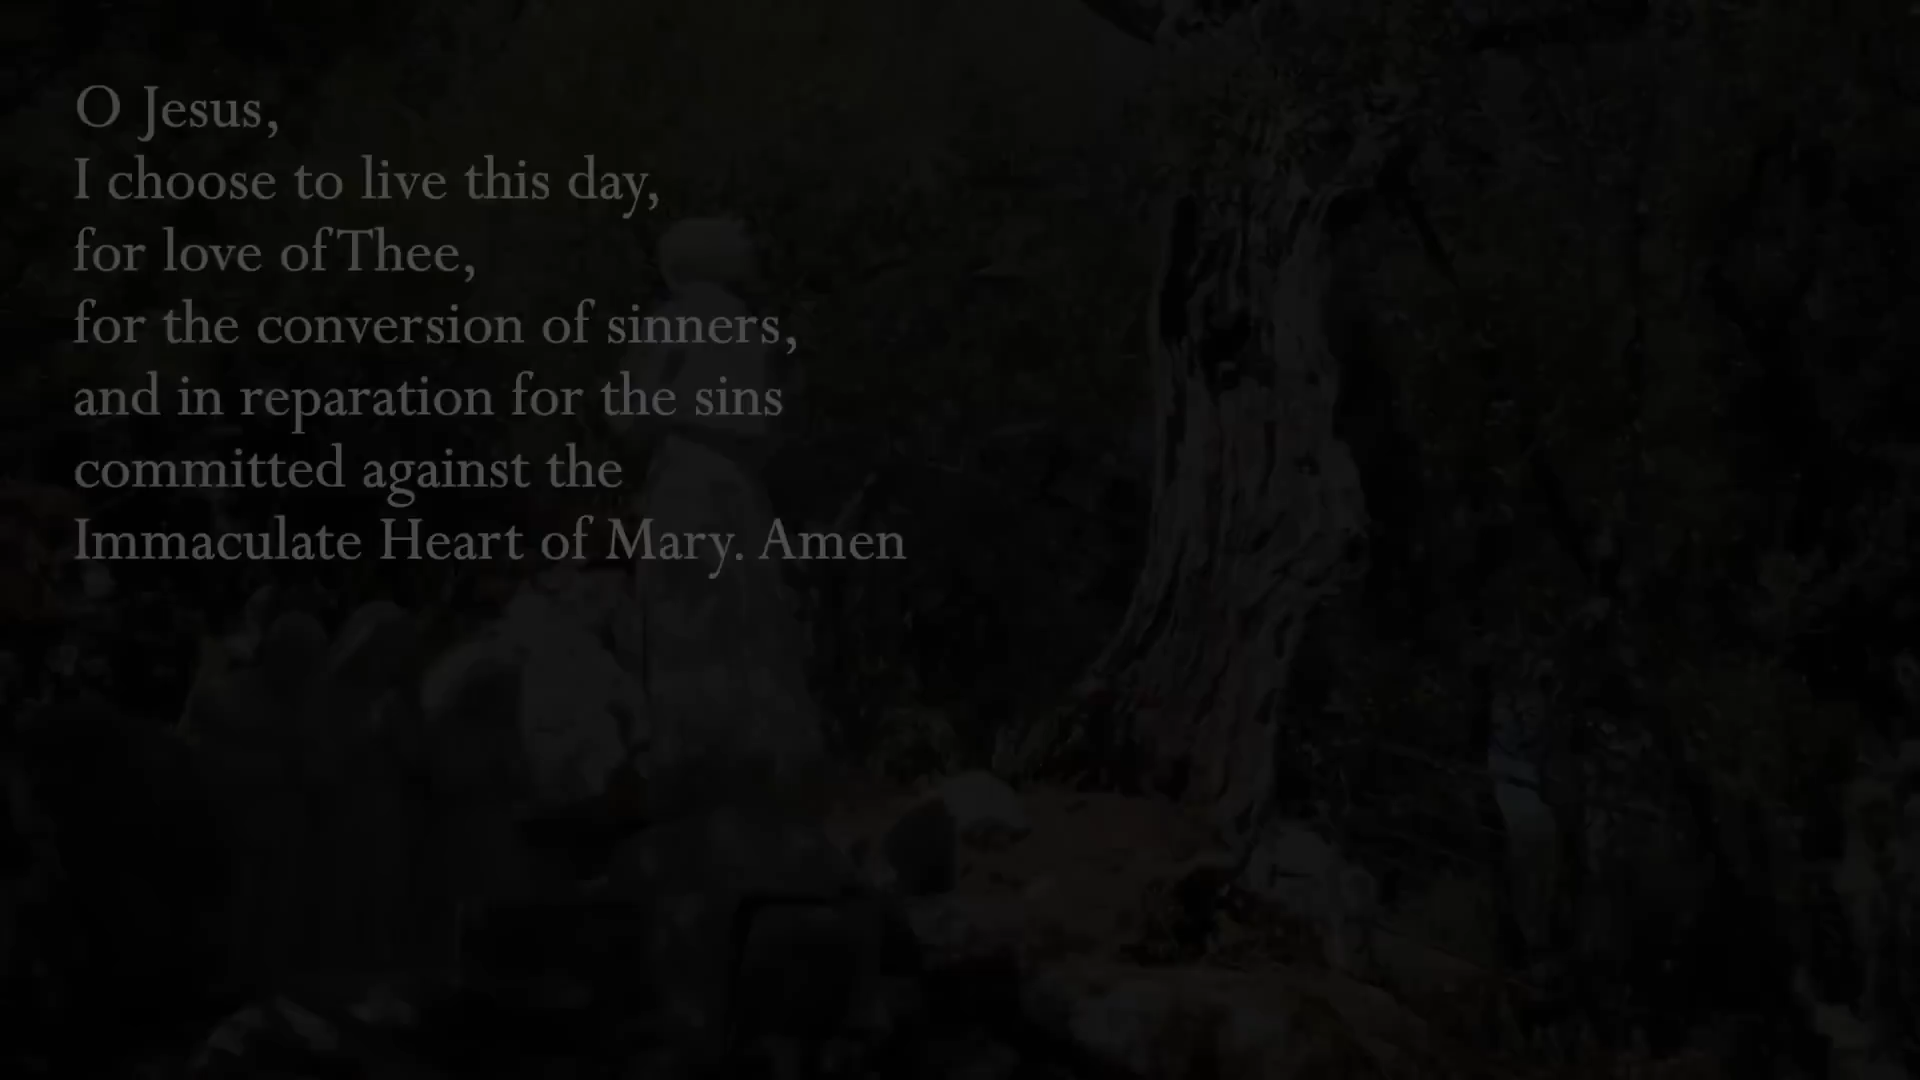 O Jesus,
I choose to live this day,
for love of Thee,
for the conversion of sinners,
and in reparation for the sins
committed against the
Immaculate Heart of Mary. Amen